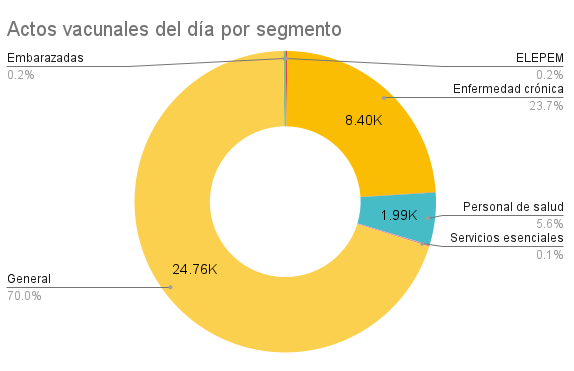 Actos vacunales del día por segmento
Embarazadas
0.2%
ELEPEM
0.2%
Enfermedad crónica
23.7%
8.40K
Personal de salud
1.99K
5.6%
Servicios esenciales
0.1%
24.76K
General
70.0%